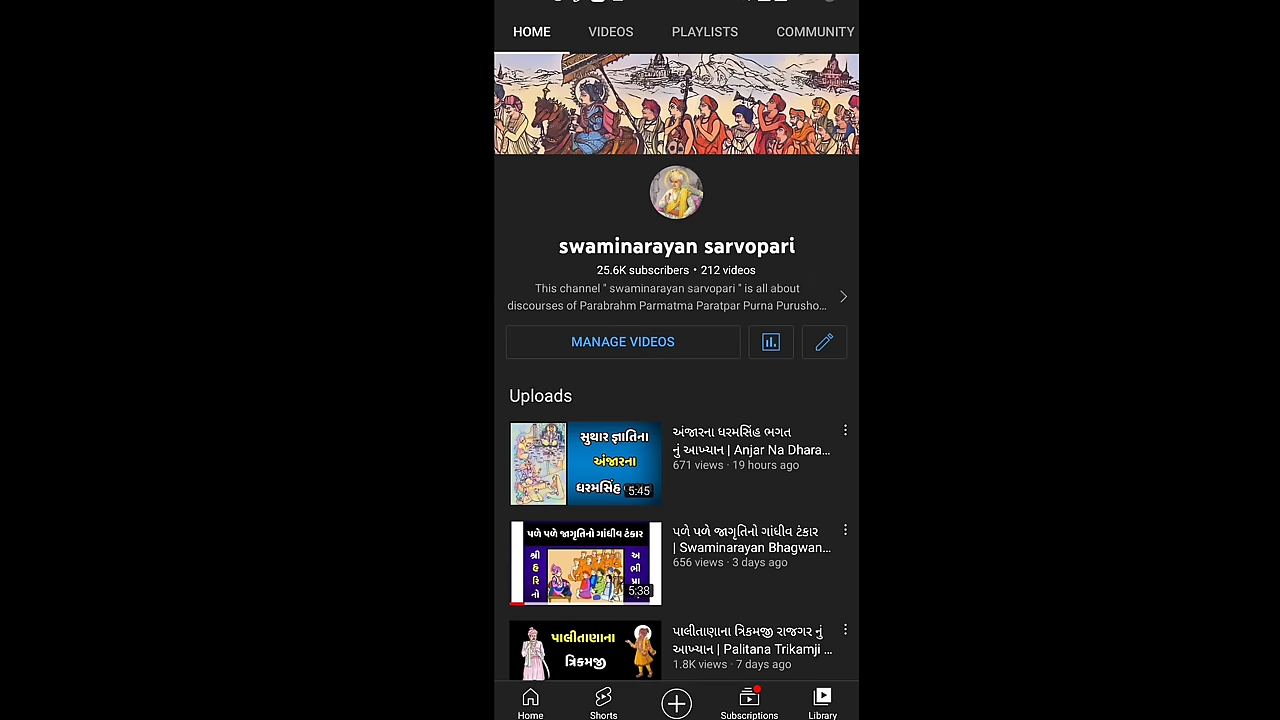 HOME VIDEOS PLAYLISTS COMMUNITY
swaminarayan sarvopari
25.6K subscribers • 212 videos
This channel " swaminarayan sarvopari " is all about
discourses of Parabrahm Parmatma Paratpar Purna Purusho...
MANAGE VIDEOS
Uploads
સુથાર જ્ઞાતિના
અંજારના
ધરમસિંહ
5:45
અંજારના ધરમસિંહ ભગત
નું આખ્યાન | Anjar Na Dhara...
671 views · 19 hours ago
પળે પળે જાગૃતિનો ગાંધીવ ટંકાર
શ્રી
હ
રિ
નો
અ
ભી
પ્રા
5:38
પળે પળે જાગૃતિનો ગાંધીવ ટંકાર
| Swaminarayan Bhagwan...
656 views · 3 days ago
પાલીતાણાના
ત્રિકમજી
પાલીતાણાના ત્રિકમજી રાજગર નું
આખ્યાન | Palitana Trikamji ...
1.8K views · 7 days ago
Home Shorts Subscriptions Library